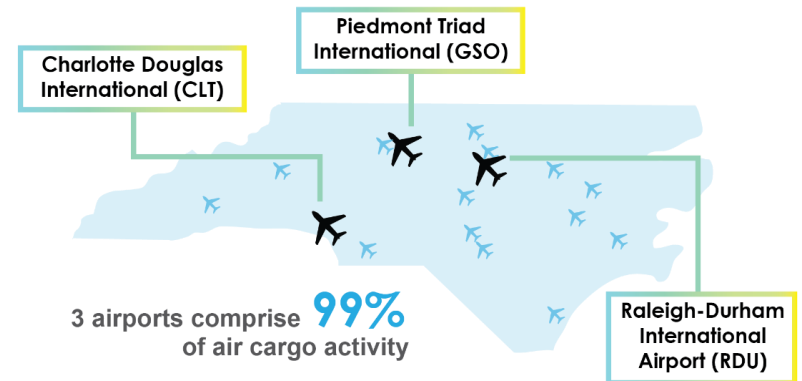 Piedmont Triad
International (GSO)
Charlotte Douglas
International (CLT)
3 airports comprise 99%
of air cargo activity
Raleigh-Durham
International
Airport (RDU)